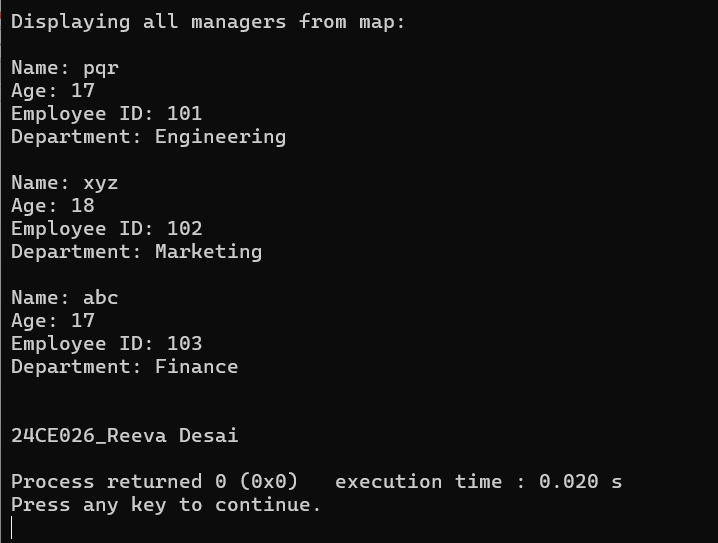 Displaying all managers from map:
Name: pqr
Age: 17
Employee ID: 101
Department: Engineering
Name: xyz
Age: 18
Employee ID: 102
Department: Marketing
Name: abc
Age: 17
Employee ID: 103
Department: Finance
24CE026_Reeva Desai
Process returned 0 (0x0)   execution time : 0.020 s
Press any key to continue.